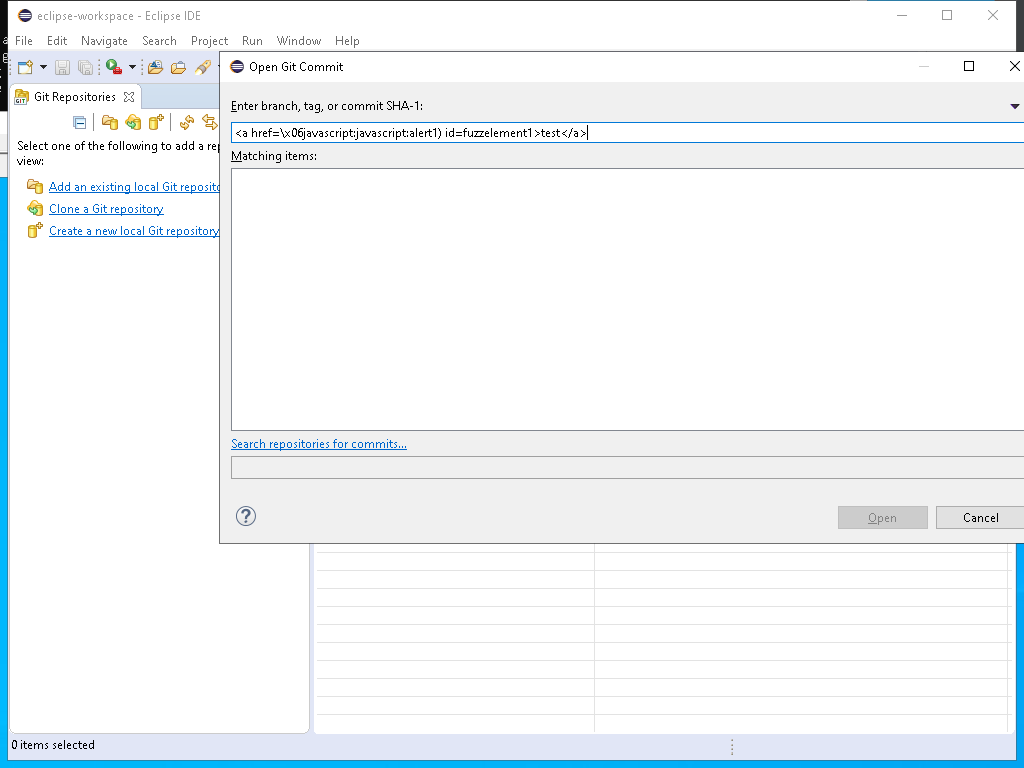 eclipse-workspace - Eclipse IDE
File Edit Navigate Search Project Run Window Help
Open Git Commit
Git Repositories
Enter branch, tag, or commit SHA-1:
<a href=\x06javascript:javascript:alert1) id=fuzzelement1>test</a>
Select one of the following to add a rep
view:
Matching items:
Add an existing local Git reposito
Clone a Git repository
Create a new local Git repository
Search repositories for commits...
?
Open Cancel
0 items selected